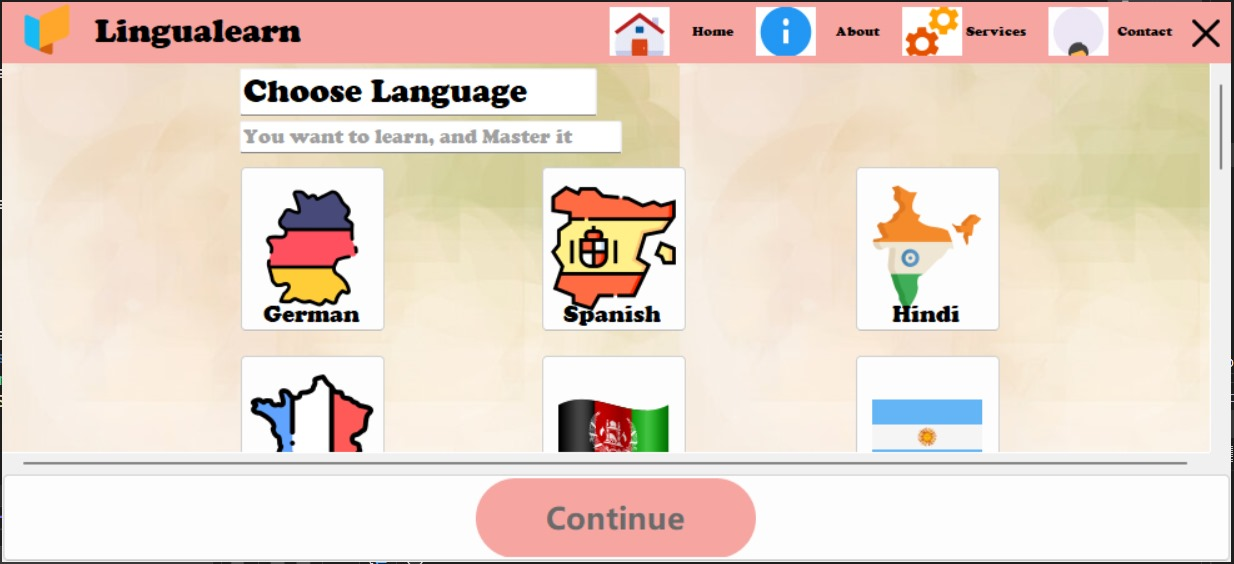 Lingualearn
Home
About
Services
Contact
Choose Language
You want to learn, and Master it
German
Spanish
Hindi
Continue